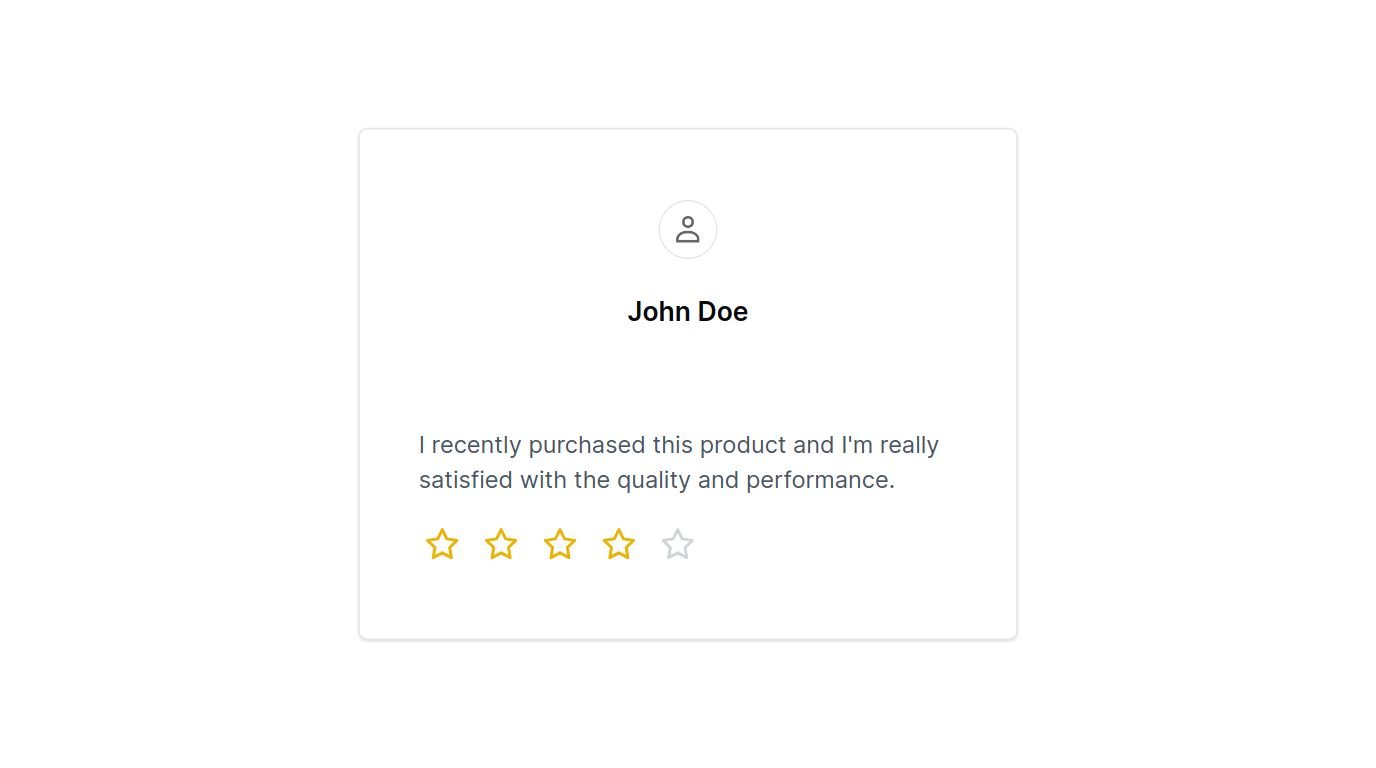 John Doe
I recently purchased this product and I'm really
satisfied with the quality and performance.